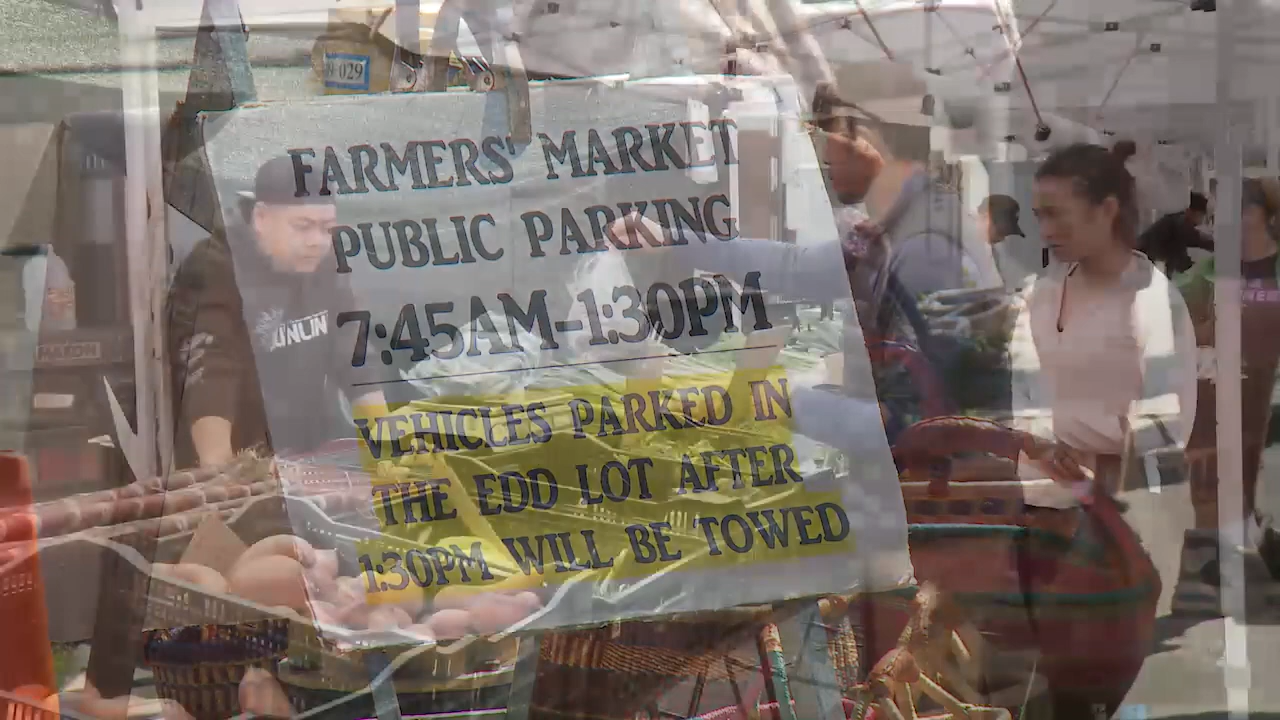 029
FARMERS' MARKET
PUBLIC PARKING
7:45AM-1:30PM
VEHICLES PARKED IN
THE EDD LOT AFTER
1:30PM WILL BE TOWED